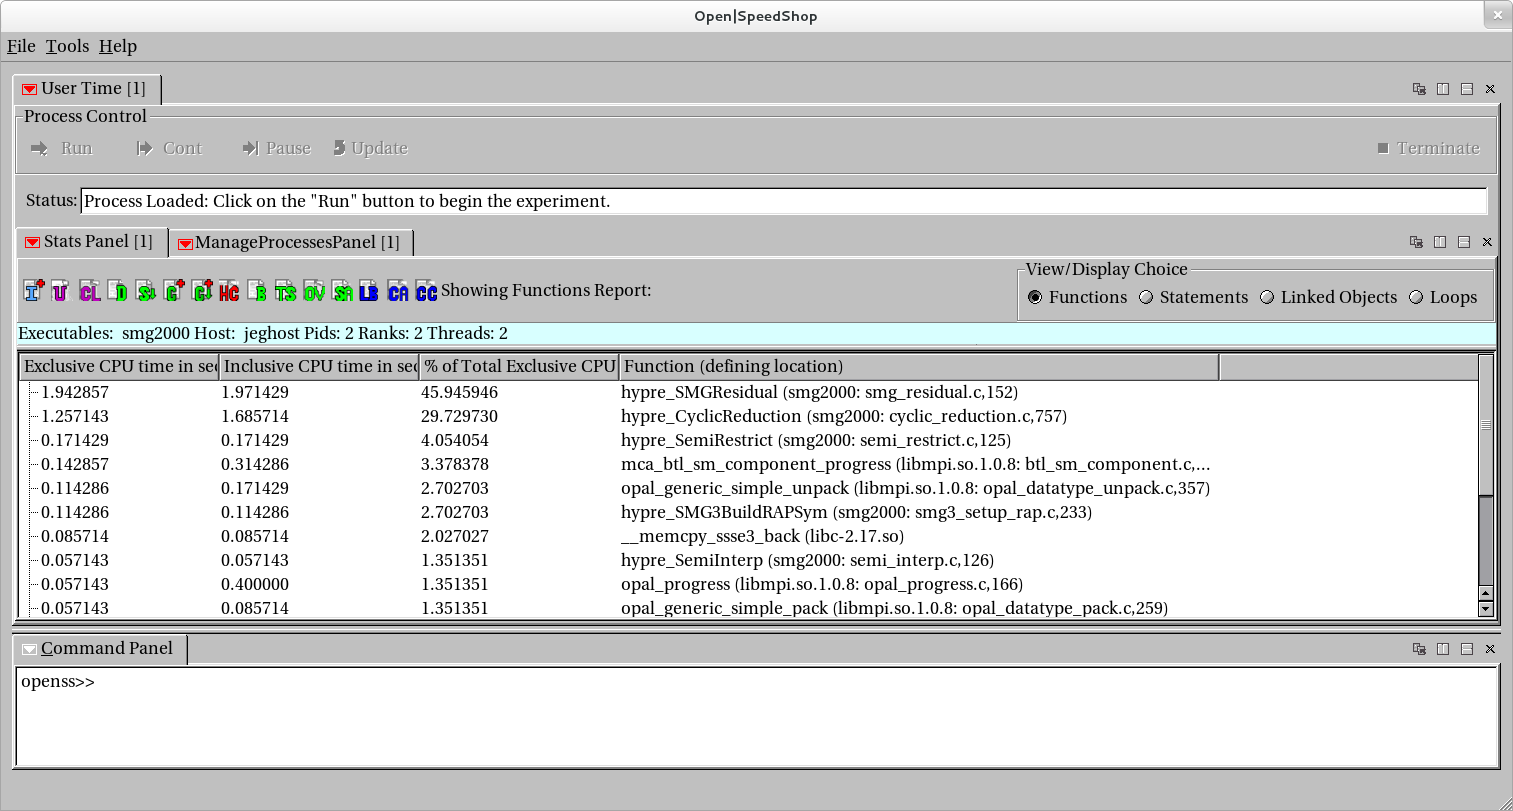 Open|SpeedShop
File Tools Help
User Time [1]
Process Control
Run Cont Pause Update Terminate
Status: Process Loaded: Click on the "Run" button to begin the experiment.
Stats Panel [1] ManageProcessesPanel [1]
View/Display Choice
I U CL D S C C HC B TS OV SA LB CA CC Showing Functions Report:
Functions Statements Linked Objects Loops
Executables: smg2000 Host: jeghost Pids: 2 Ranks: 2 Threads: 2
Exclusive CPU time in sec Inclusive CPU time in sec % of Total Exclusive CPU Function (defining location)
1.942857 1.971429 45.945946 hypre_SMGResidual (smg2000: smg_residual.c,152)
1.257143 1.685714 29.729730 hypre_CyclicReduction (smg2000: cyclic_reduction.c,757)
0.171429 0.171429 4.054054 hypre_SemiRestrict (smg2000: semi_restrict.c,125)
0.142857 0.314286 3.378378 mca_btl_sm_component_progress (libmpi.so.1.0.8: btl_sm_component.c,...
0.114286 0.171429 2.702703 opal_generic_simple_unpack (libmpi.so.1.0.8: opal_datatype_unpack.c,357)
0.114286 0.114286 2.702703 hypre_SMG3BuildRAPSym (smg2000: smg3_setup_rap.c,233)
0.085714 0.085714 2.027027 __memcpy_ssse3_back (libc-2.17.so)
0.057143 0.057143 1.351351 hypre_SemiInterp (smg2000: semi_interp.c,126)
0.057143 0.400000 1.351351 opal_progress (libmpi.so.1.0.8: opal_progress.c,166)
0.057143 0.085714 1.351351 opal_generic_simple_pack (libmpi.so.1.0.8: opal_datatype_pack.c,259)
Command Panel
openss>>